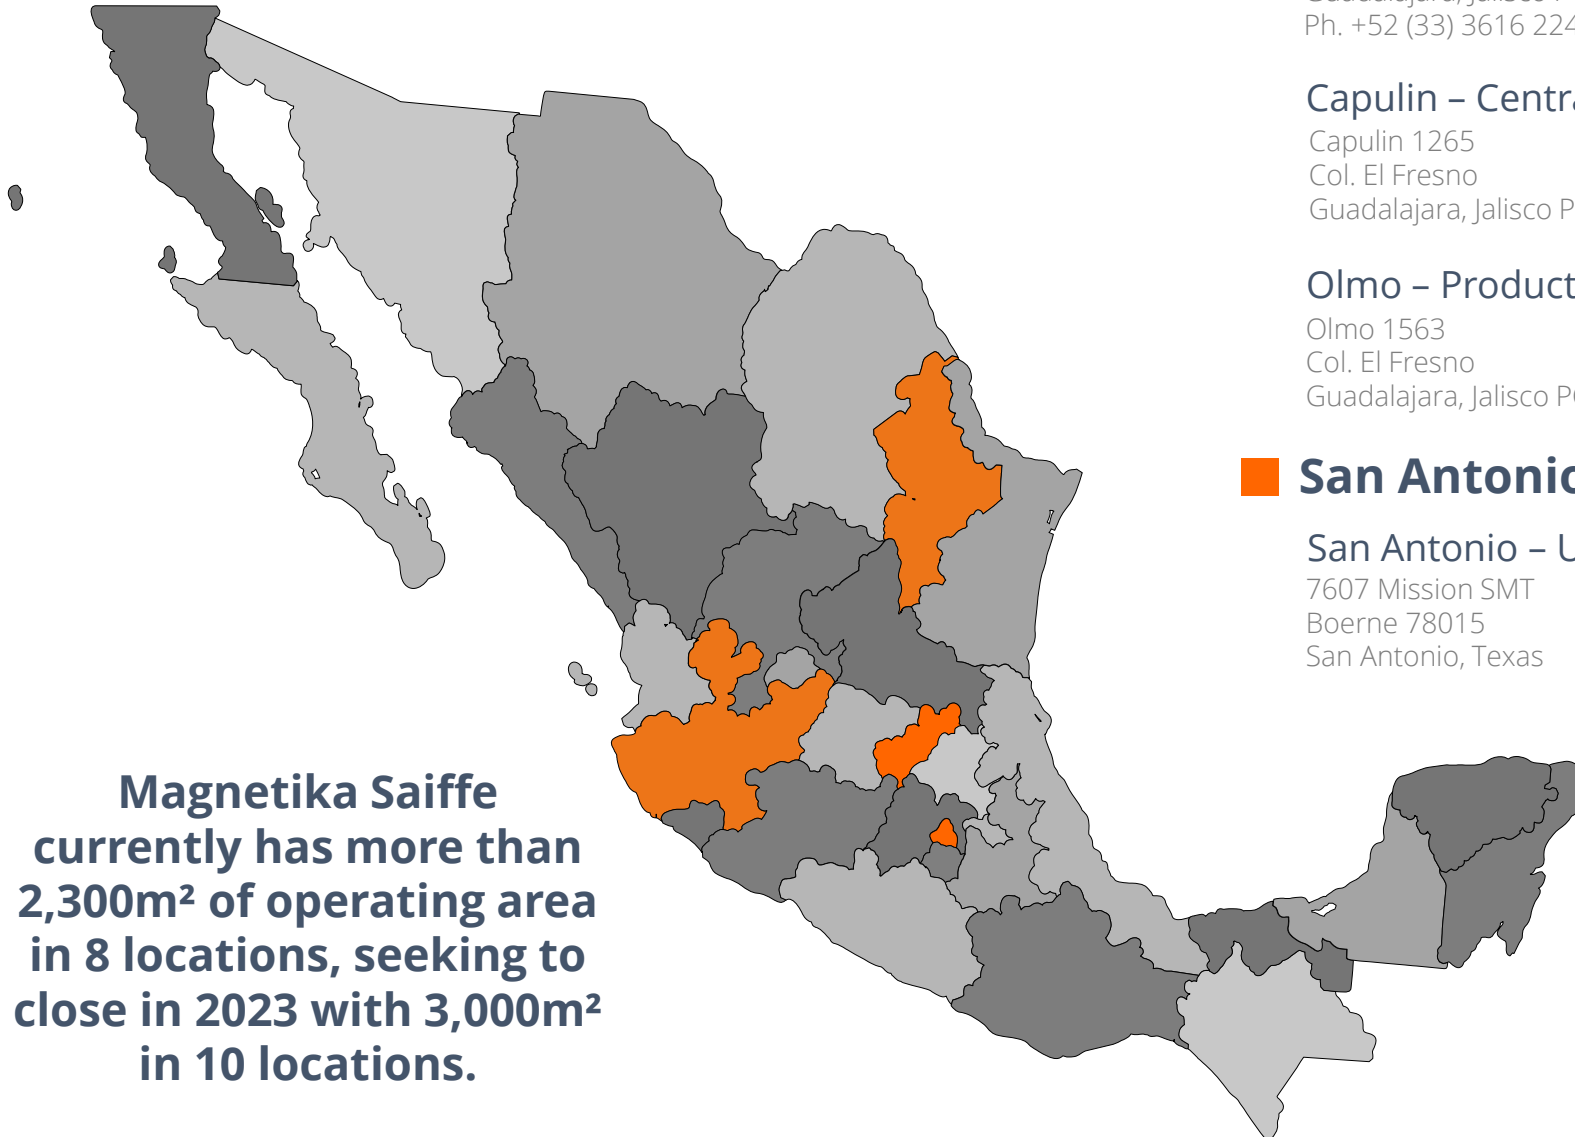 Ph. +52 (33) 3616 224
Capulin – Centra
Capulin 1265
Col. El Fresno
Guadalajara, Jalisco P
Olmo – Product
Olmo 1563
Col. El Fresno
Guadalajara, Jalisco P
San Antonio
San Antonio – U
7607 Mission SMT
Boerne 78015
San Antonio, Texas
Magnetika Saiffe
currently has more than
2,300m² of operating area
in 8 locations, seeking to
close in 2023 with 3,000m²
in 10 locations.